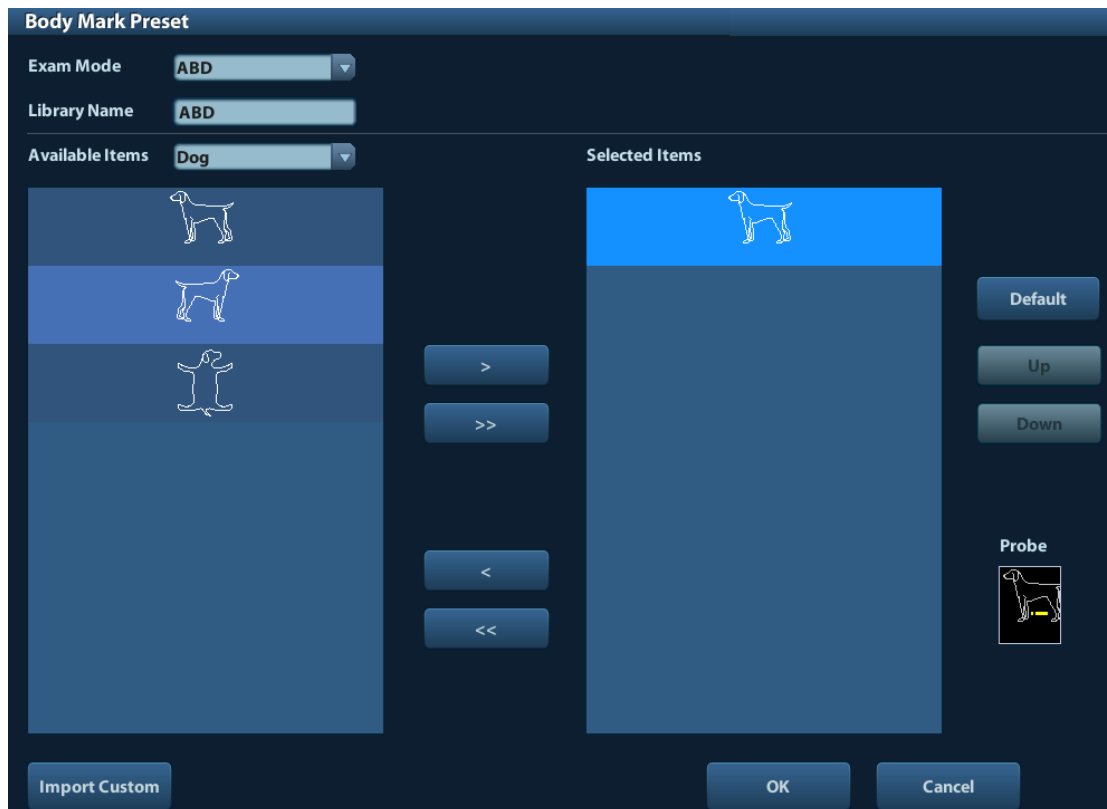 Body Mark Preset
Exam Mode ABD
Library Name ABD
Available Items Dog Selected Items
Default
> Up
>> Down
Probe
<
<<
Import Custom OK Cancel